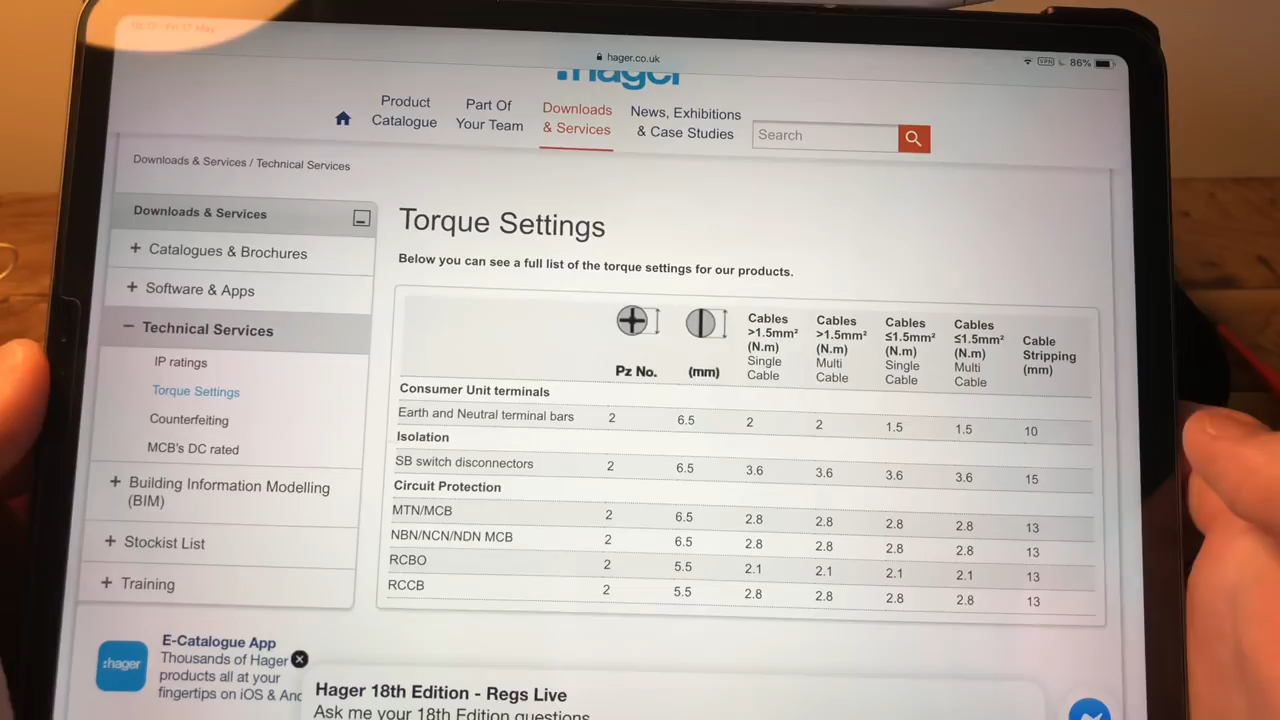 12:13 Fri 17 May
hager.co.uk
VPN
86%
:hager
Product
Catalogue
Part Of
Your Team
Downloads
& Services
News, Exhibitions
& Case Studies
Search
Downloads & Services / Technical Services
Downloads & Services
+ Catalogues & Brochures
+ Software & Apps
− Technical Services
IP ratings
Torque Settings
Counterfeiting
MCB's DC rated
+ Building Information Modelling
(BIM)
+ Stockist List
+ Training
Torque Settings
Below you can see a full list of the torque settings for our products.
Pz No.
(mm)
Cables
>1.5mm²
(N.m)
Single
Cable
Cables
>1.5mm²
(N.m)
Multi
Cable
Cables
≤1.5mm²
(N.m)
Single
Cable
Cables
≤1.5mm²
(N.m)
Multi
Cable
Cable
Stripping
(mm)
Consumer Unit terminals
Earth and Neutral terminal bars 2 6.5 2 2 1.5 1.5 10
Isolation
SB switch disconnectors 2 6.5 3.6 3.6 3.6 3.6 15
Circuit Protection
MTN/MCB 2 6.5 2.8 2.8 2.8 2.8 13
NBN/NCN/NDN MCB 2 6.5 2.8 2.8 2.8 2.8 13
RCBO 2 5.5 2.1 2.1 2.1 2.1 13
RCCB 2 5.5 2.8 2.8 2.8 2.8 13
:hager
E-Catalogue App
Thousands of Hager
products all at your
fingertips on iOS & And
Hager 18th Edition - Regs Live
Ask me your 18th Edition questions